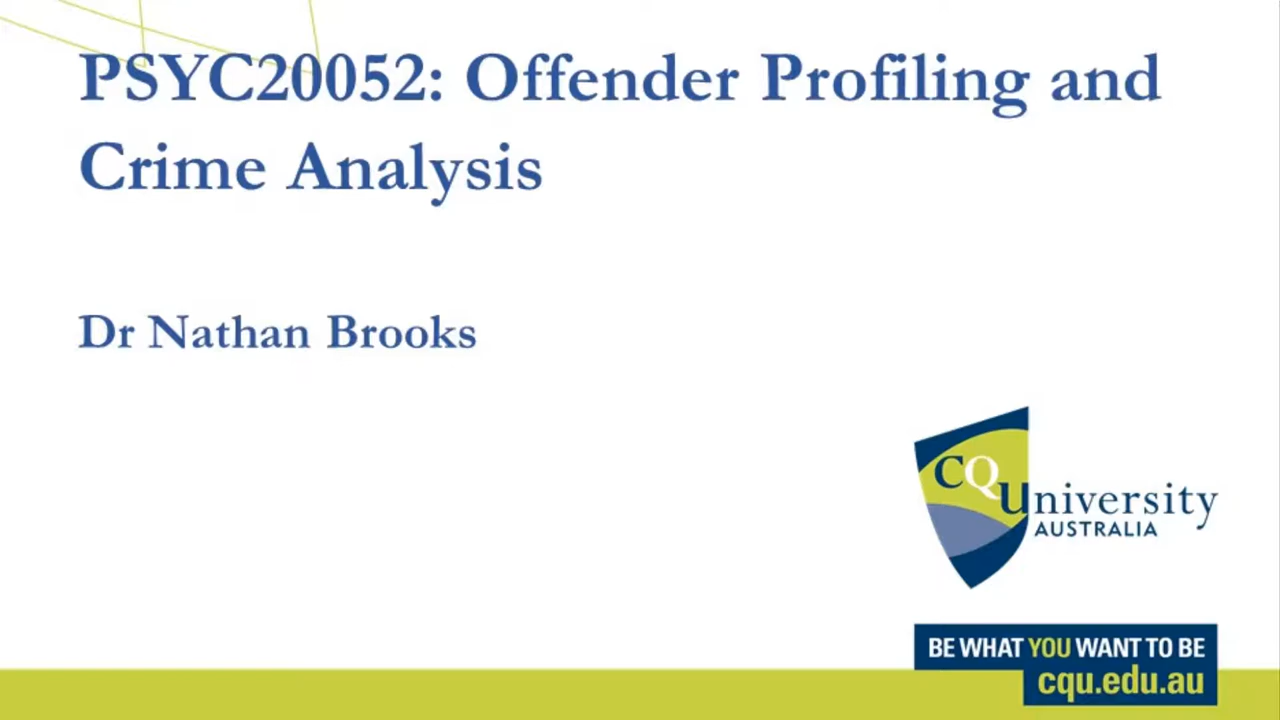 PSYC20052: Offender Profiling and
Crime Analysis
Dr Nathan Brooks
CQUniversity
AUSTRALIA
BE WHAT YOU WANT TO BE
cqu.edu.au